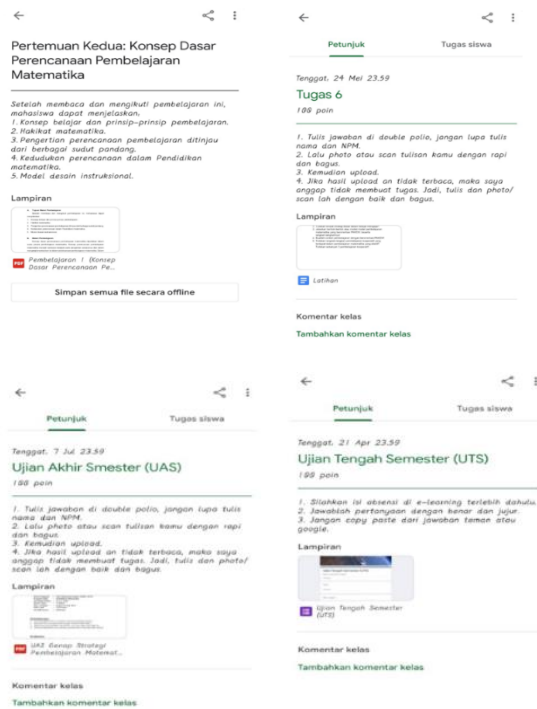 Pertemuan Kedua: Konsep Dasar
Perencanaan Pembelajaran
Matematika
Setelah membaca dan mengikuti pembelajaran ini,
mahasiswa dapat menjelaskan.
1. Konsep belajar dan prinsip-prinsip pembelajaran.
2. Hakikat matematika.
3. Pengertian perencanaan pembelajaran ditinjau
dari berbagai sudut pandang.
4. Kedudukan perencanaan dalam Pendidikan
matematika.
5. Model desain instruksional.
Lampiran
PDF
Pembelajaran 1 (Konsep
Dasar Perencanaan Pe...
Simpan semua file secara offline
Petunjuk
Tugas siswa
Tenggat. 24 Mei 23.59
Tugas 6
100 poin
1. Tulis jawaban di double polio, jangan lupa tulis
nama dan NPM.
2. Lalu photo atau scan tulisan kamu dengan rapi
dan bagus.
3. Kemudian upload.
4. Jika hasil upload an tidak terbaca, maka saya
anggap tidak membuat tugas. Jadi, tulis dan photo/
scan lah dengan baik dan bagus.
Lampiran
Latihan
Komentar kelas
Tambahkan komentar kelas
Petunjuk
Tugas siswa
Tenggat. 7 Jul 23.59
Ujian Akhir Smester (UAS)
100 poin
1. Tulis jawaban di double polio, jangan lupa tulis
nama dan NPM.
2. Lalu photo atau scan tulisan kamu dengan rapi
dan bagus
3. Kemudian upload.
4. Jika hasil upload an tidak terbaca, maka saya
anggap tidak membuat tugas. Jadi, tulis dan photo/
scan lah dengan baik dan bagus.
Lampiran
PDF
UAS Genap Strategi
Pembelajaran Matemat...
Komentar kelas
Tambahkan komentar kelas
Petunjuk
Tugas siswa
Tenggat. 21 Apr 23.59
Ujian Tengah Semester (UTS)
100 poin
1. Silahkan isi absensi di e-learning terlebih dahulu.
2. Jawablah pertanyaan dengan benar dan jujur.
3. Jangan copy paste dari jawaban teman atau
google.
Lampiran
Ujian Tengah Semester
(UTS)
Komentar kelas
Tambahkan komentar kelas